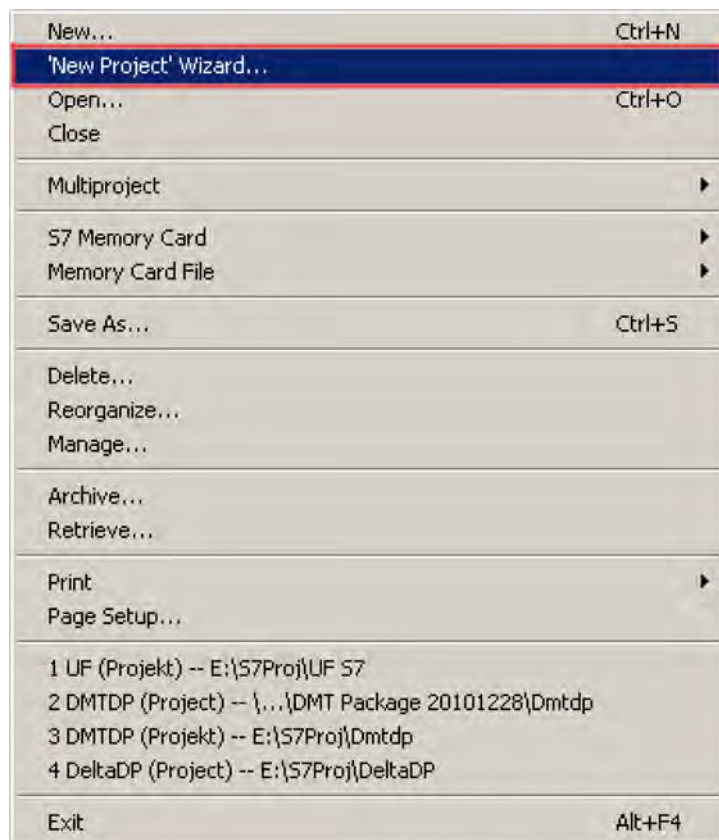 New... Ctrl+N
'New Project' Wizard...
Open... Ctrl+O
Close
Multiproject
S7 Memory Card
Memory Card File
Save As... Ctrl+S
Delete...
Reorganize...
Manage...
Archive...
Retrieve...
Print
Page Setup...
1 UF (Projekt) -- E:\S7Proj\UF S7
2 DMTDP (Project) -- \...\DMT Package 20101228\Dmtdp
3 DMTDP (Projekt) -- E:\S7Proj\Dmtdp
4 DeltaDP (Project) -- E:\S7Proj\DeltaDP
Exit Alt+F4